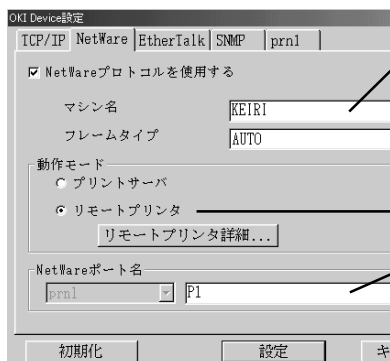 OKI Device設定
TCP/IP NetWare EtherTalk SNMP prn1
NetWareプロトコルを使用する
マシン名 KEIRI
フレームタイプ AUTO
動作モード
プリントサーバ
リモートプリンタ
リモートプリンタ詳細...
NetWareポート名
prn1 P1
初期化 設定 キ